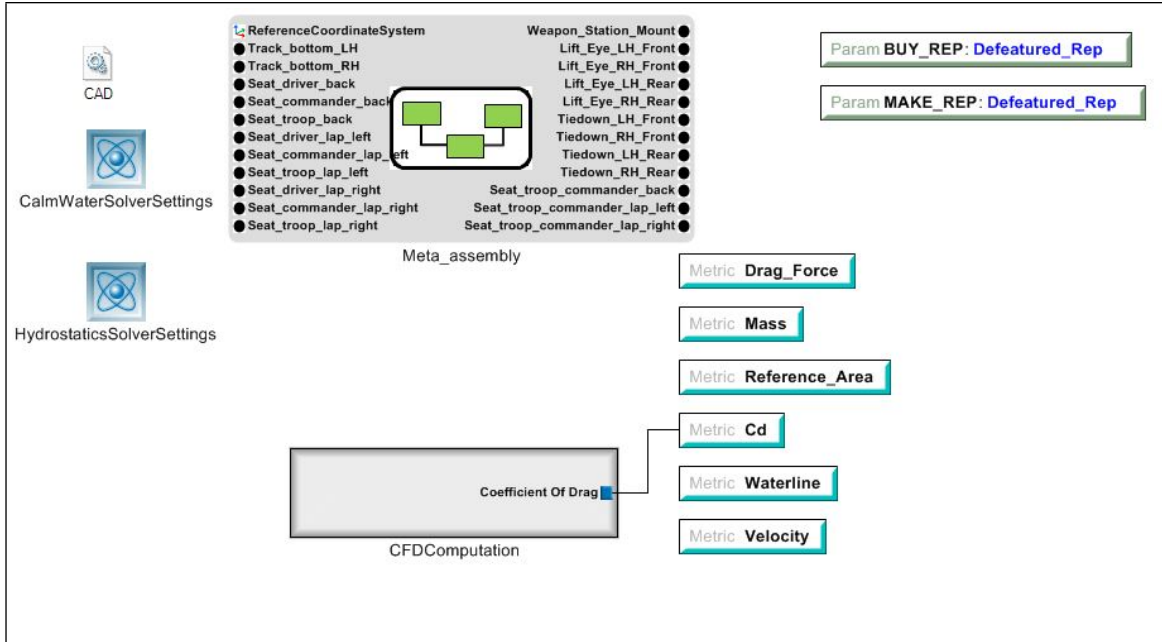 CAD
CalmWaterSolverSettings
HydrostaticsSolverSettings
ReferenceCoordinateSystem
Track_bottom_LH
Track_bottom_RH
Seat_driver_back
Seat_commander_back
Seat_troop_back
Seat_driver_lap_left
Seat_commander_lap_left
Seat_troop_lap_left
Seat_driver_lap_right
Seat_commander_lap_right
Seat_troop_lap_right
Weapon_Station_Mount
Lift_Eye_LH_Front
Lift_Eye_RH_Front
Lift_Eye_LH_Rear
Lift_Eye_RH_Rear
Tiedown_LH_Front
Tiedown_RH_Front
Tiedown_LH_Rear
Tiedown_RH_Rear
Seat_troop_commander_back
Seat_troop_commander_lap_left
Seat_troop_commander_lap_right
Meta_assembly
Param BUY_REP: Defeatured_Rep
Param MAKE_REP: Defeatured_Rep
Metric Drag_Force
Metric Mass
Metric Reference_Area
Metric Cd
Metric Waterline
Metric Velocity
Coefficient Of Drag
CFDComputation